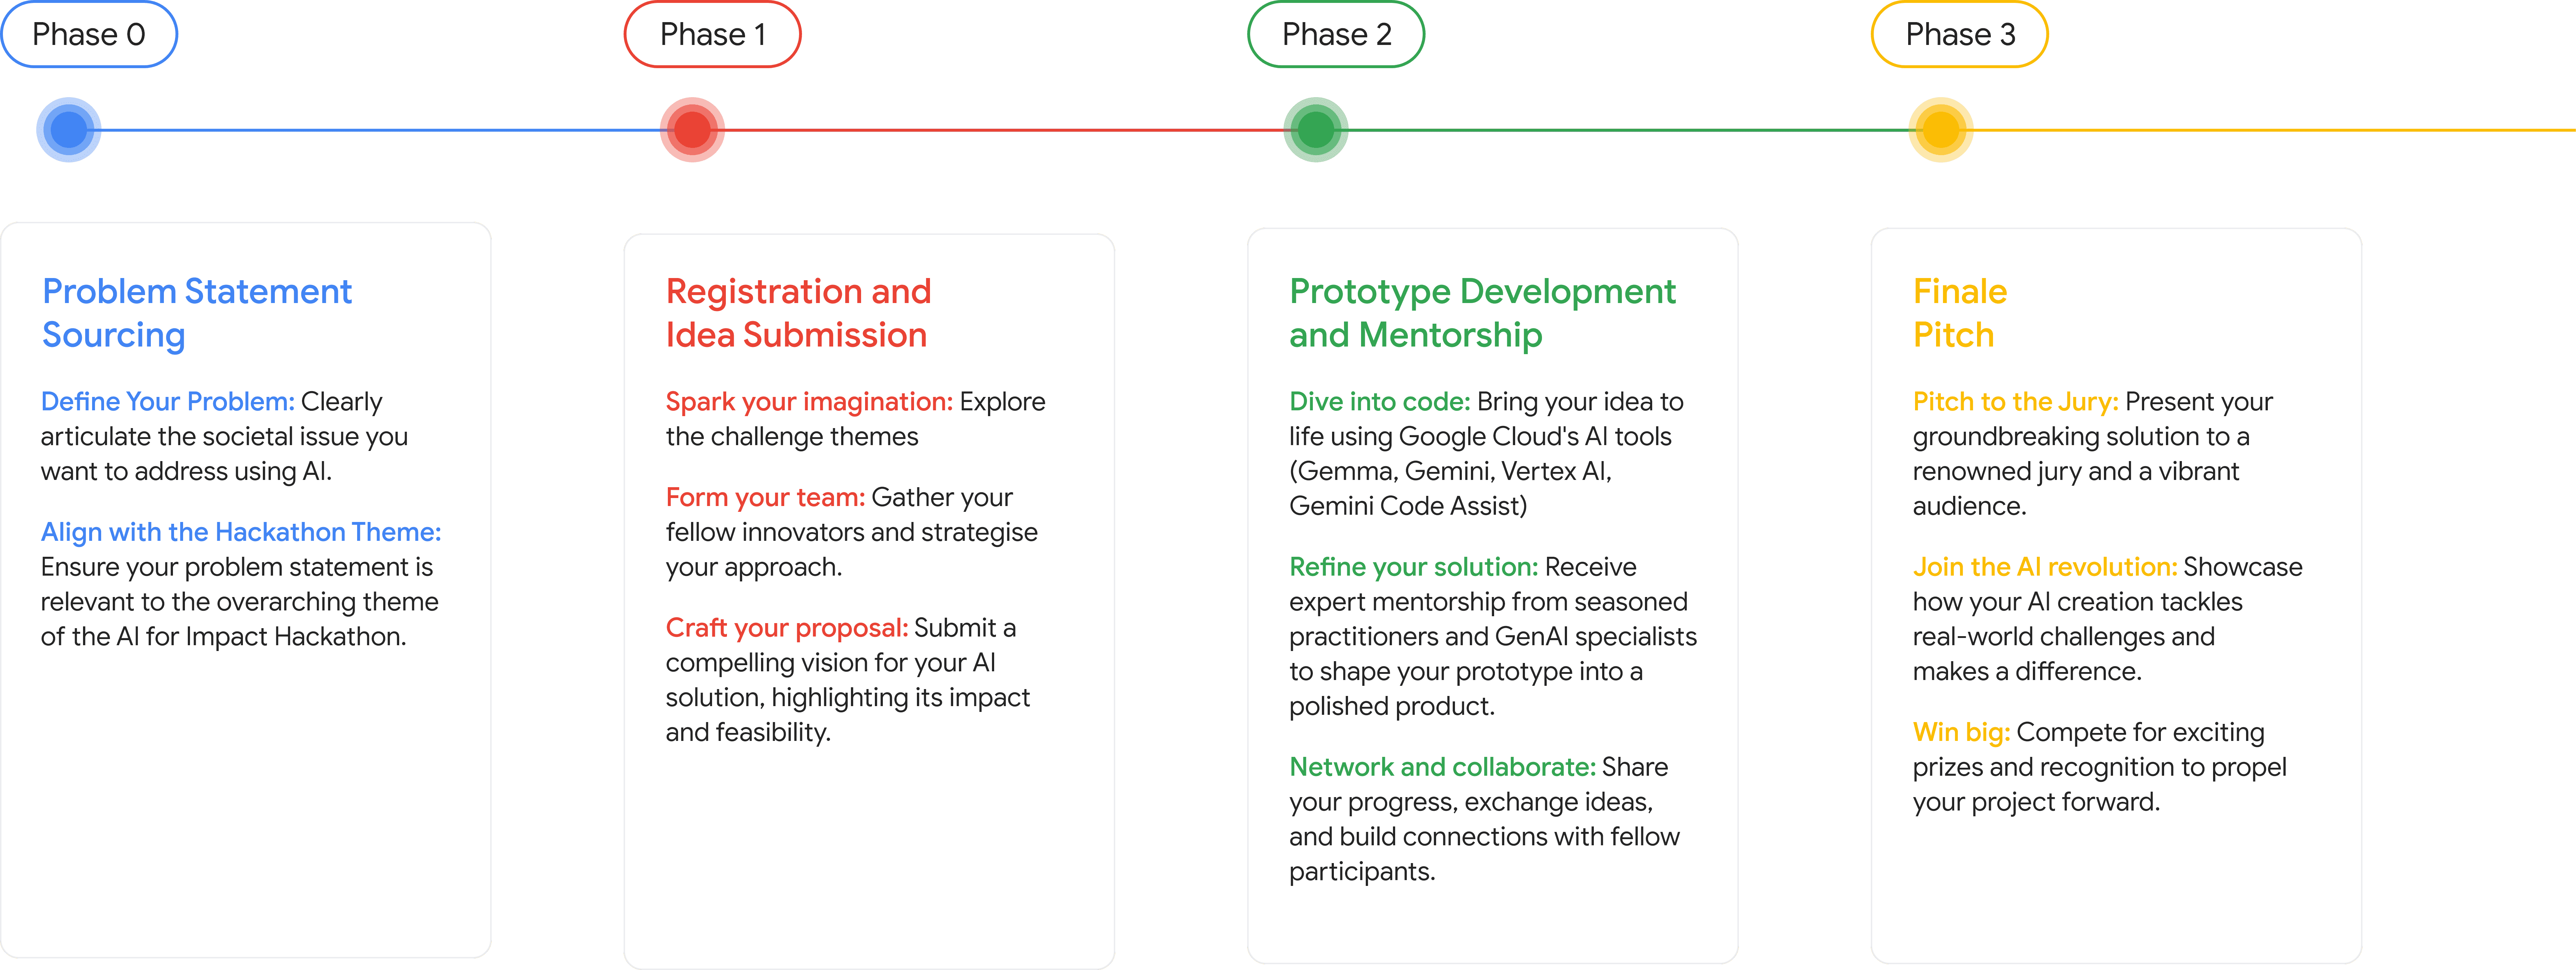 Phase 0
Phase 1
Phase 2
Phase 3
Problem Statement
Sourcing
Define Your Problem: Clearly
articulate the societal issue you
want to address using AI.
Align with the Hackathon Theme:
Ensure your problem statement is
relevant to the overarching theme
of the AI for Impact Hackathon.
Registration and
Idea Submission
Spark your imagination: Explore
the challenge themes
Form your team: Gather your
fellow innovators and strategise
your approach.
Craft your proposal: Submit a
compelling vision for your AI
solution, highlighting its impact
and feasibility.
Prototype Development
and Mentorship
Dive into code: Bring your idea to
life using Google Cloud's AI tools
(Gemma, Gemini, Vertex AI,
Gemini Code Assist)
Refine your solution: Receive
expert mentorship from seasoned
practitioners and GenAI specialists
to shape your prototype into a
polished product.
Network and collaborate: Share
your progress, exchange ideas,
and build connections with fellow
participants.
Finale
Pitch
Pitch to the Jury: Present your
groundbreaking solution to a
renowned jury and a vibrant
audience.
Join the AI revolution: Showcase
how your AI creation tackles
real-world challenges and
makes a difference.
Win big: Compete for exciting
prizes and recognition to propel
your project forward.